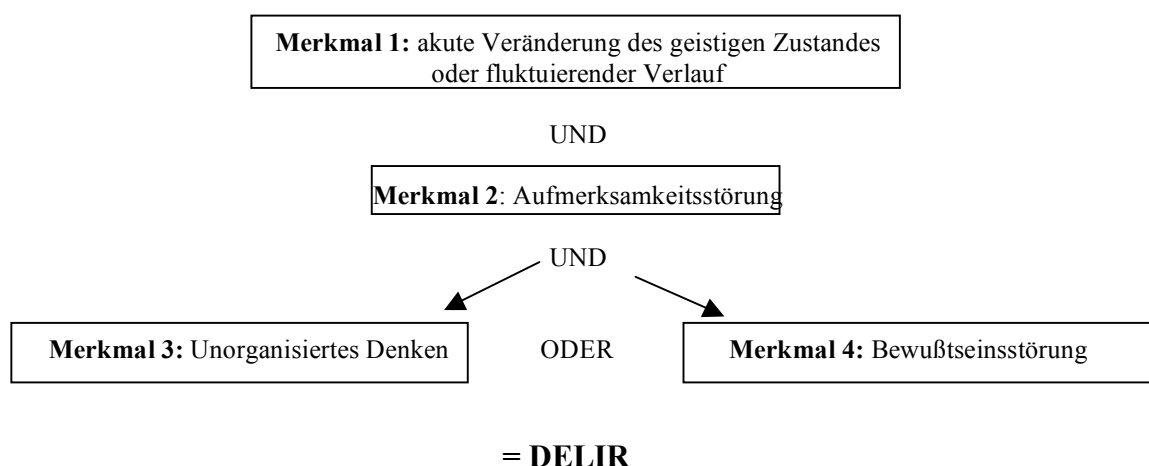 Merkmal 1: akute Veränderung des geistigen Zustandes
oder fluktuierender Verlauf
UND
Merkmal 2: Aufmerksamkeitsstörung
UND
Merkmal 3: Unorganisiertes Denken
ODER
Merkmal 4: Bewußtseinsstörung
= DELIR